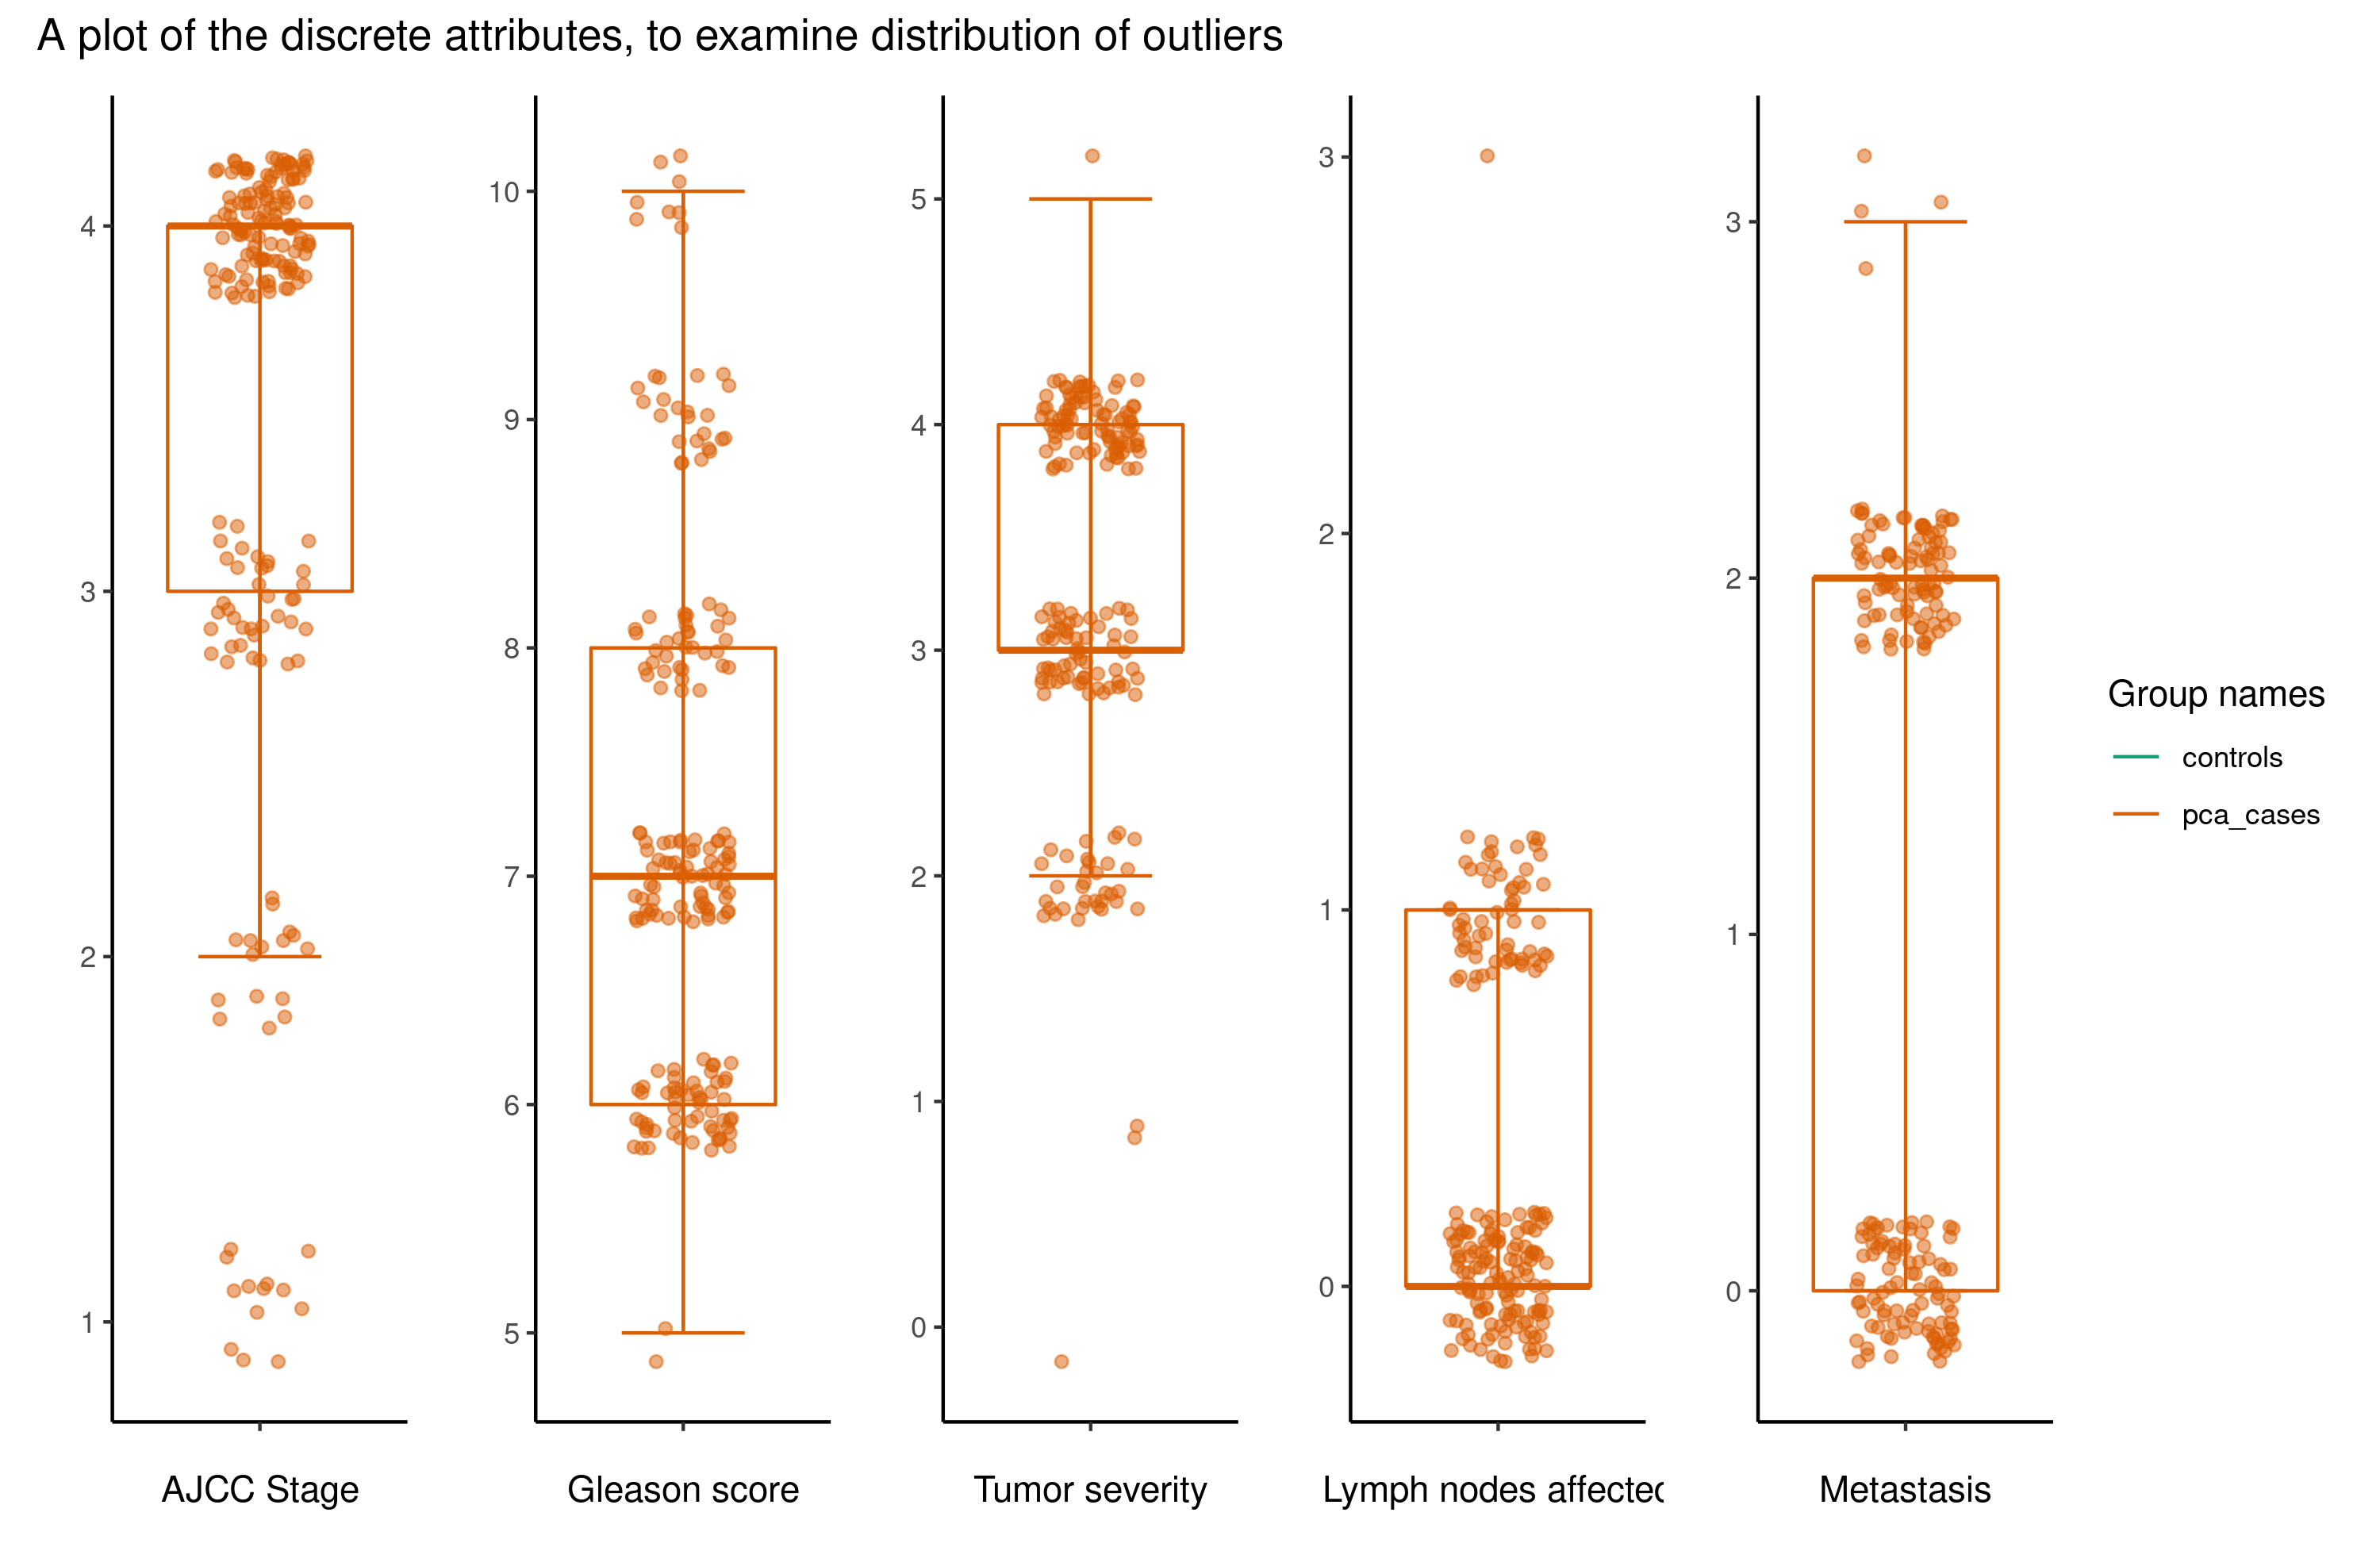 A plot of the discrete attributes, to examine distribution of outliers
4
3
2
1
10
9
8
7
6
5
5
4
3
2
1
0
3
2
1
0
3
2
1
0
AJCC Stage
Gleason score
Tumor severity
Lymph nodes affected
Metastasis
Group names
controls
pca_cases